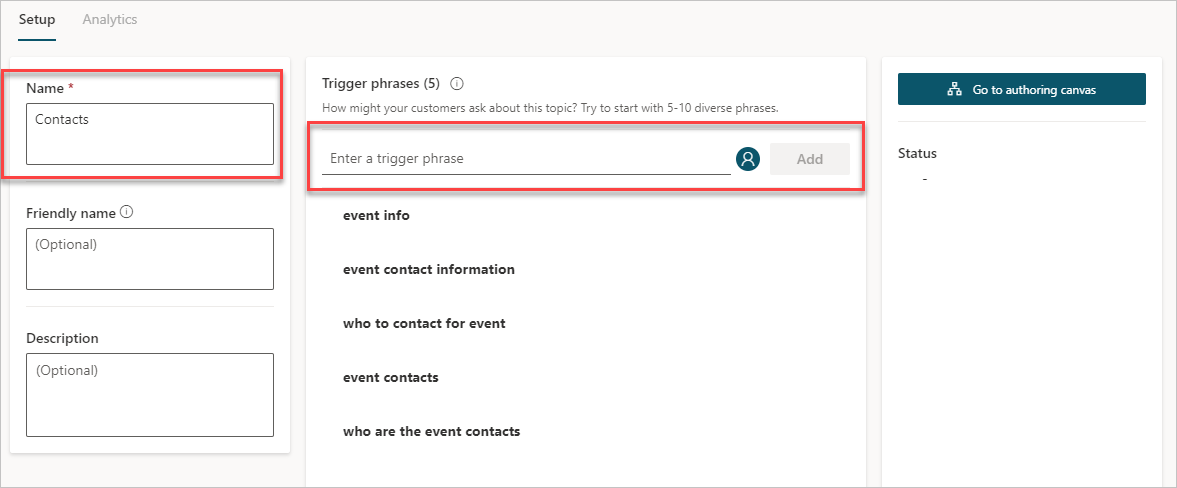 Setup
Analytics
Name *
Contacts
Friendly name
(Optional)
Description
(Optional)
Trigger phrases (5)
How might your customers ask about this topic? Try to start with 5-10 diverse phrases.
Enter a trigger phrase
Add
event info
event contact information
who to contact for event
event contacts
who are the event contacts
Go to authoring canvas
Status
-